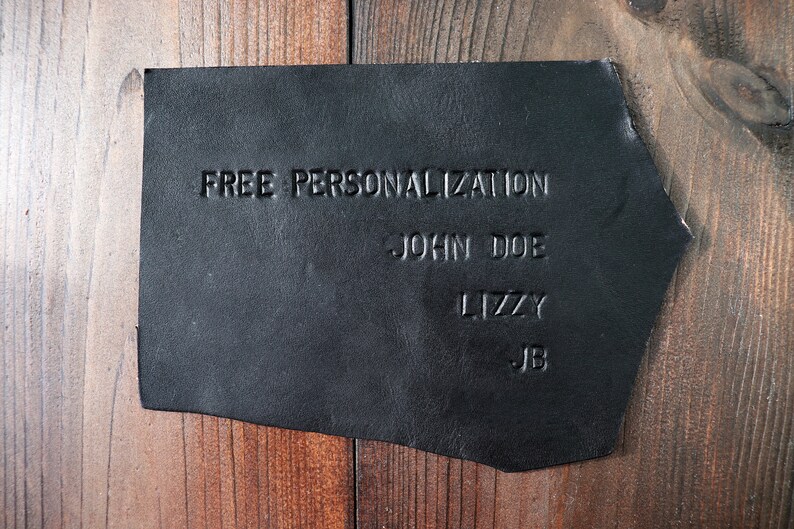 FREE PERSONALIZATION
JOHN DOE
LIZZY
JB